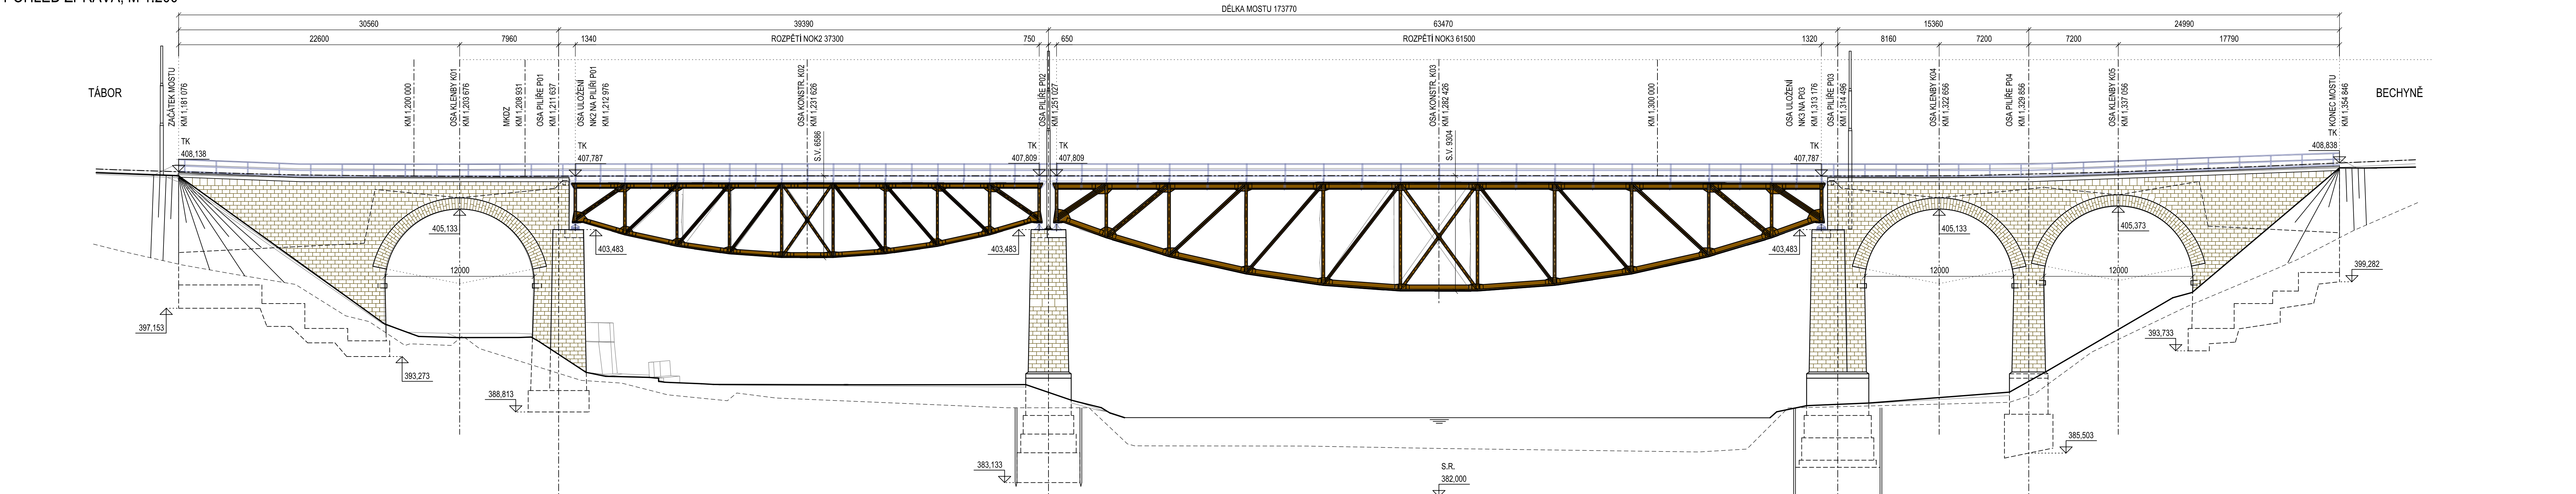 DÉLKA MOSTU 173770
30560
39390
63470
15360
24990
22600
7960
1340
ROZPĚTÍ NOK2 37300
750
650
ROZPĚTÍ NOK3 61500
1320
8160
7200
7200
17790
TÁBOR
BECHYNĚ
ZAČÁTEK MOSTU
KM 1,181 076
KM 1,200 000
OSA KLENBY K01
KM 1,203 676
MKDZ
KM 1,208 931
OSA PILÍŘE P01
KM 1,211 637
OSA ULOŽENÍ
NK2 NA PILÍŘI P01
KM 1,212 976
OSA KONSTR. K02
KM 1,231 626
S.V. 6586
OSA PILÍŘE P02
KM 1,251 027
OSA KONSTR. K03
KM 1,282 426
S.V. 9304
KM 1,300 000
OSA ULOŽENÍ
NK3 NA P03
KM 1,313 176
OSA PILÍŘE P03
KM 1,314 496
OSA KLENBY K04
KM 1,322 656
OSA PILÍŘE P04
KM 1,329 856
OSA KLENBY K05
KM 1,337 056
KONEC MOSTU
KM 1,354 846
TK
408,138
TK
407,787
TK
407,809
TK
407,809
TK
407,787
TK
408,838
405,133
403,483
403,483
403,483
405,133
405,373
12000
12000
12000
399,282
397,153
393,273
393,733
388,813
385,503
383,133
S.R.
382,000